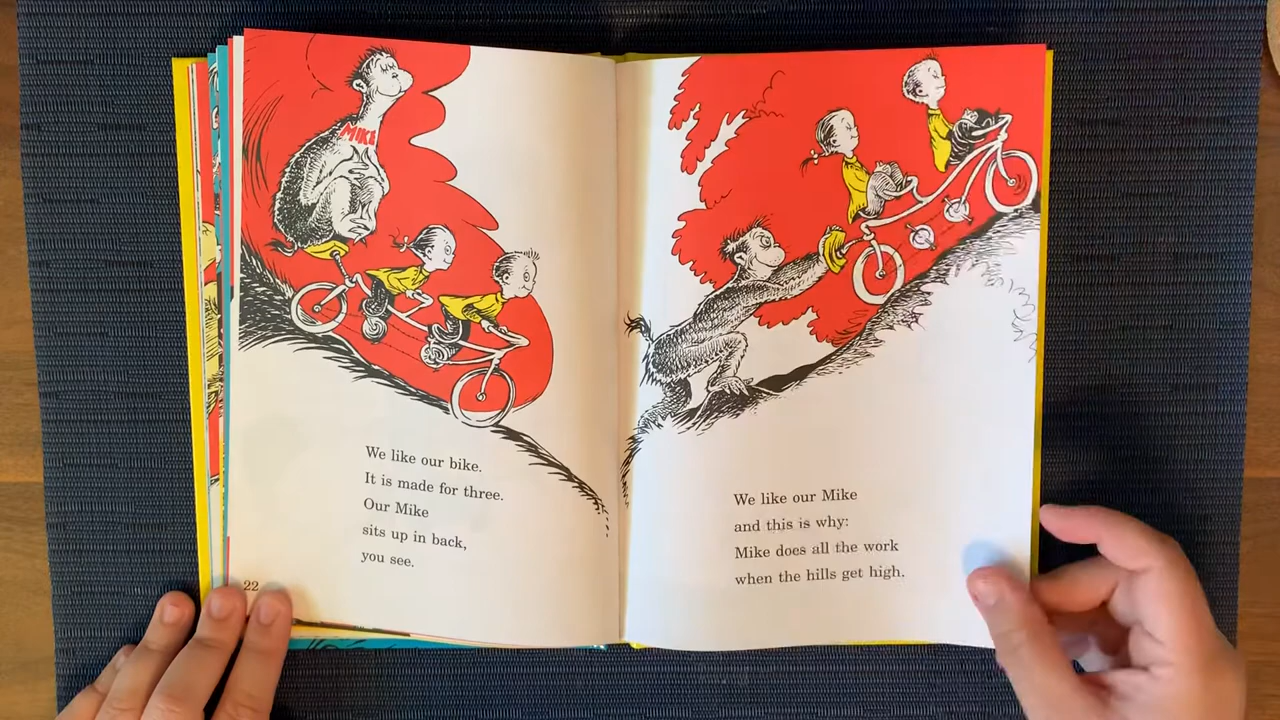 MIKE
We like our bike.
It is made for three.
Our Mike
sits up in back,
you see.
22
We like our Mike
and this is why:
Mike does all the work
when the hills get high.